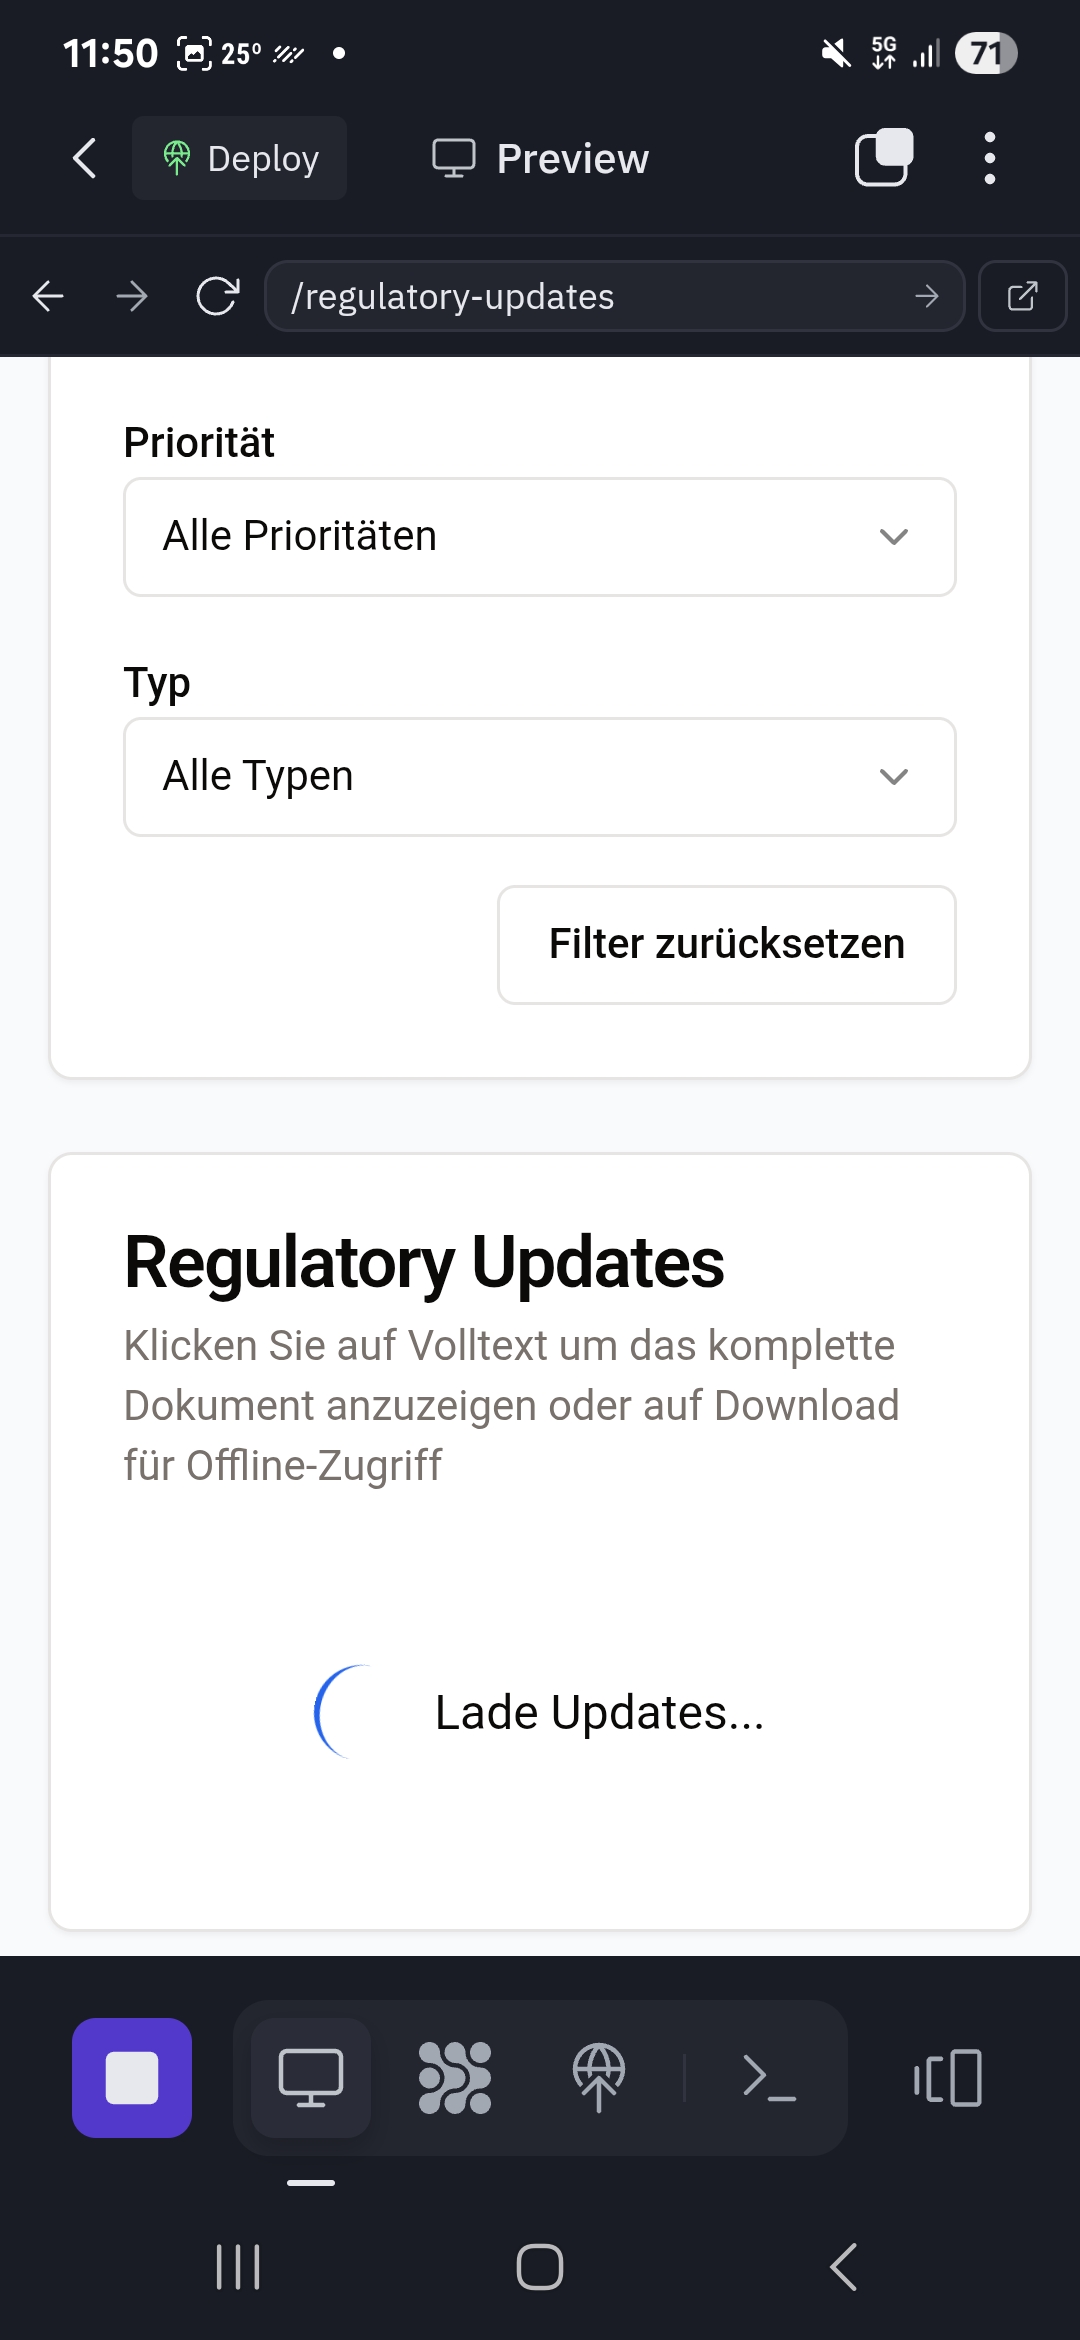 11:50 25° 5G 71
Deploy Preview
/regulatory-updates
Priorität
Alle Prioritäten
Typ
Alle Typen
Filter zurücksetzen
Regulatory Updates
Klicken Sie auf Volltext um das komplette
Dokument anzuzeigen oder auf Download
für Offline-Zugriff
Lade Updates...